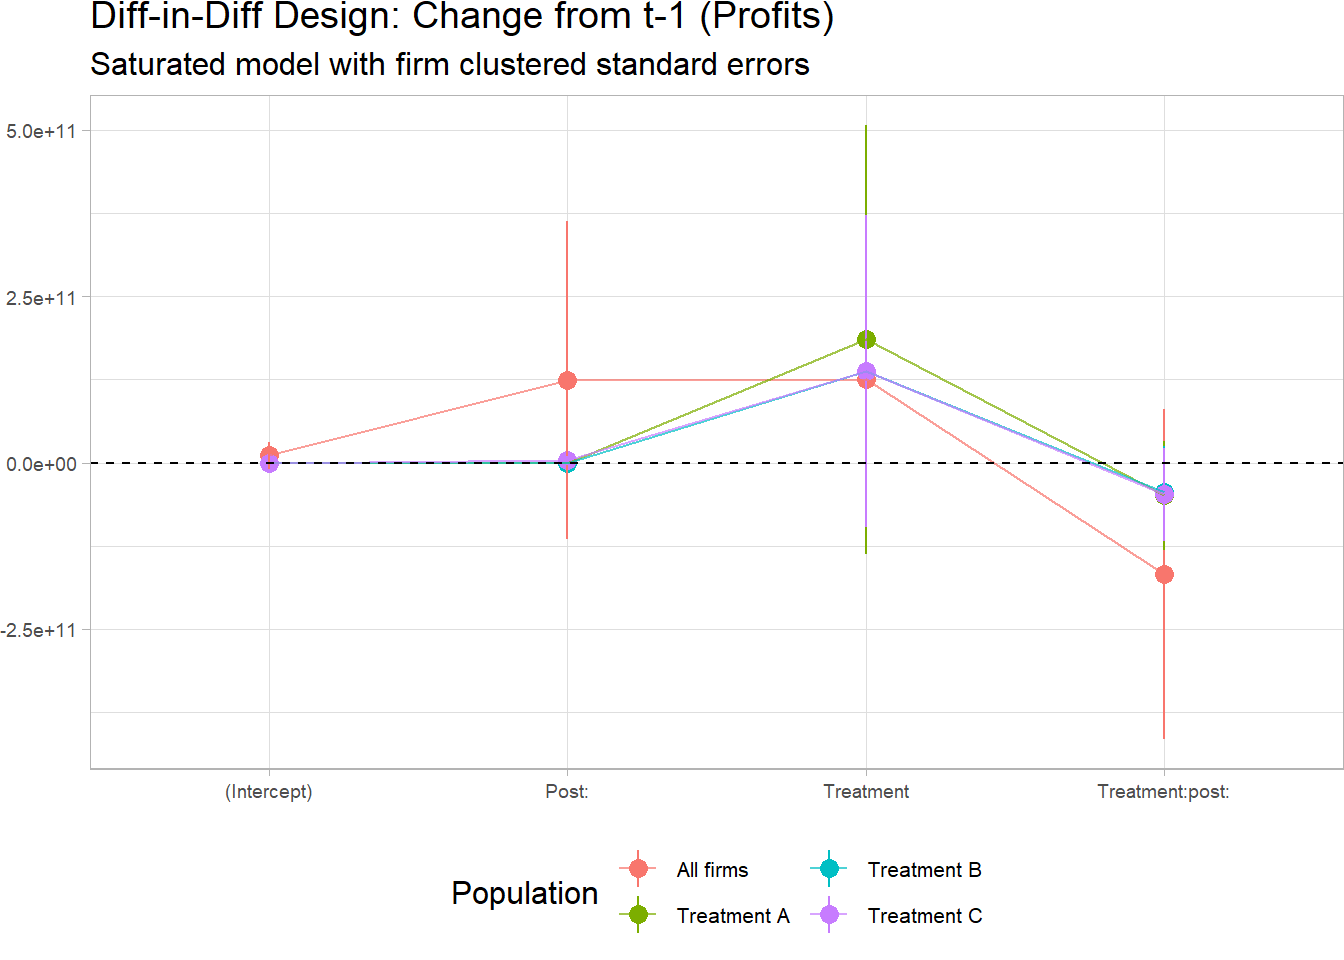 Diff-in-Diff Design: Change from t-1 (Profits)
Saturated model with firm clustered standard errors
5.0e+11
2.5e+11
0.0e+00
-2.5e+11
(Intercept)
Post:
Treatment
Treatment:post:
Population
All firms
Treatment A
Treatment B
Treatment C